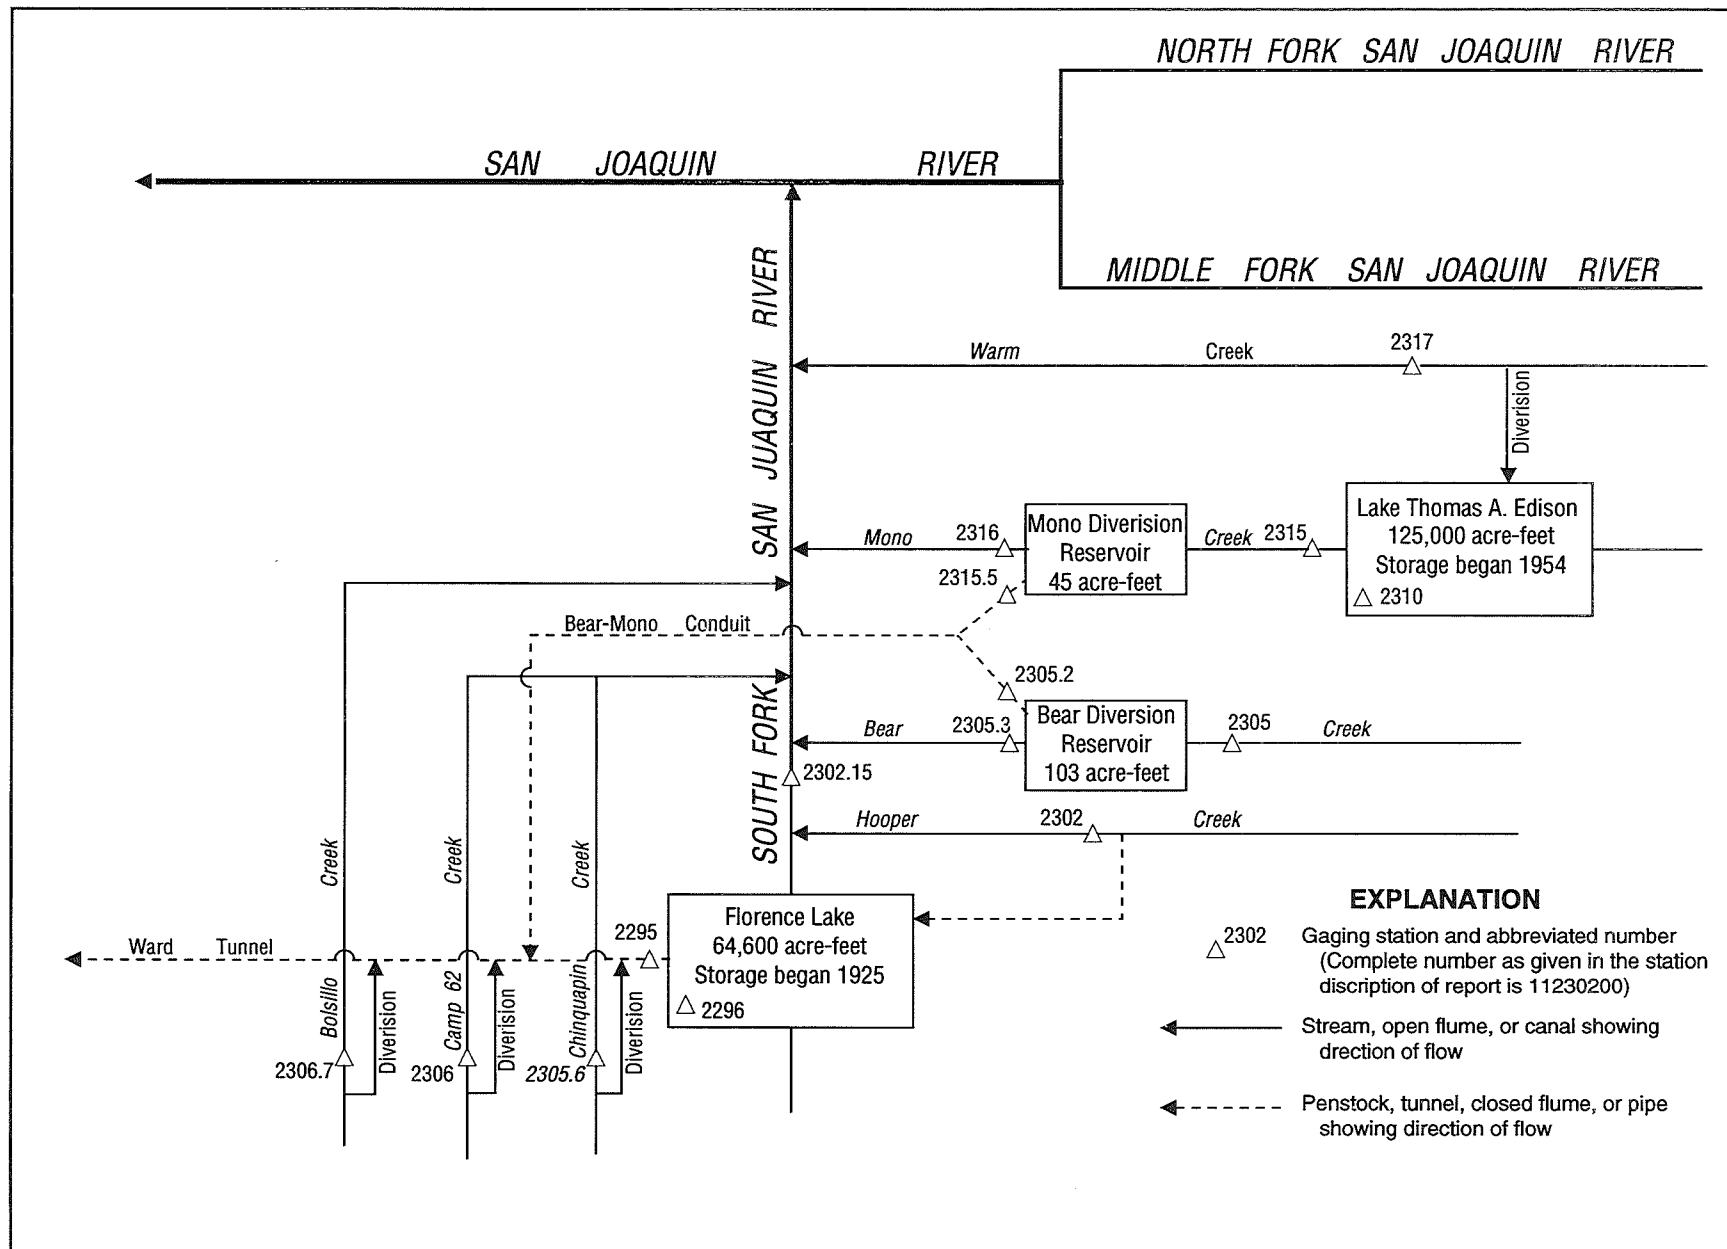 NORTH FORK SAN JOAQUIN RIVER
SAN JOAQUIN RIVER
MIDDLE FORK SAN JOAQUIN RIVER
SOUTH FORK SAN JUAQUIN RIVER
Warm Creek
2317
Diverision
Lake Thomas A. Edison
125,000 acre-feet
Storage began 1954
2310
Mono
2316
Mono Diverision
Reservoir
45 acre-feet
Creek
2315
2315.5
Bear-Mono Conduit
2305.2
Bear
2305.3
Bear Diversion
Reservoir
103 acre-feet
2305
Creek
2302.15
Hooper
2302
Creek
Creek
Creek
Creek
Florence Lake
64,600 acre-feet
Storage began 1925
2296
2295
Ward Tunnel
Bolsillo
Diverision
Camp 62
Diverision
Chinquapin
Diverision
2306.7
2306
2305.6
EXPLANATION
2302
Gaging station and abbreviated number
(Complete number as given in the station
discription of report is 11230200)
Stream, open flume, or canal showing
direction of flow
Penstock, tunnel, closed flume, or pipe
showing direction of flow